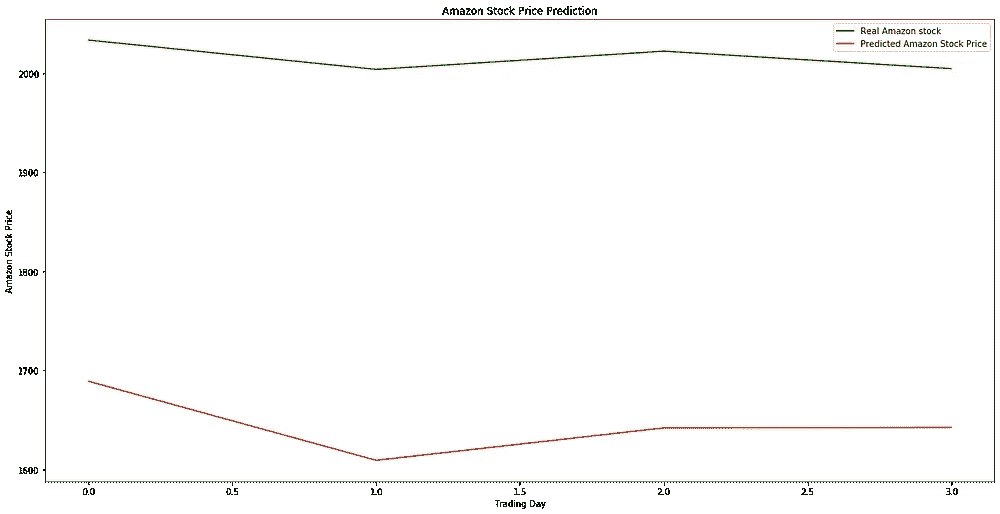 Amazon Stock Price Prediction
Real Amazon stock
Predicted Amazon Stock Price
2000
1900
1800
1700
1600
Amazon Stock Price
0.0 0.5 1.0 1.5 2.0 2.5 3.0
Trading Day